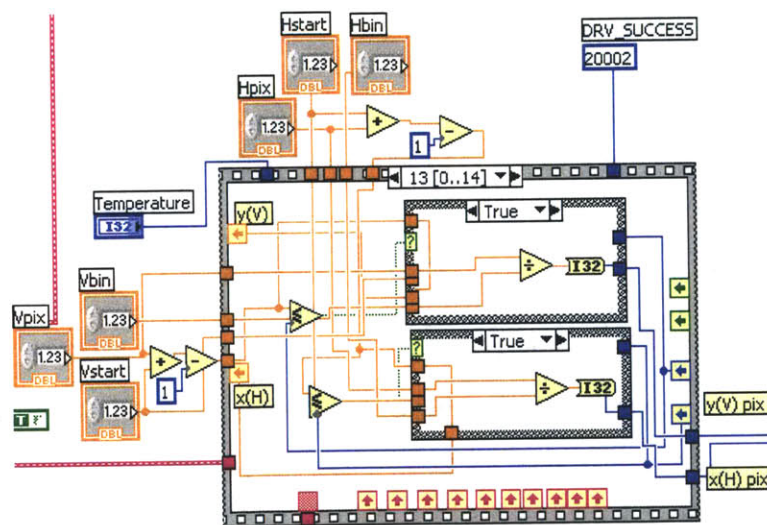 Hstart
Hbin
DRV_SUCCESS
1.23
DBL
1.23
DBL
20002
Hpix
1.23
DBL
+
-
1
13 [0..14]
Temperature
I32
y(V)
True
?
÷
I32
Vbin
1.23
DBL
Vpix
1.23
DBL
≤
True
?
+
-
Vstart
1
1.23
DBL
x(H)
≤
÷
I32
T
y(V) pix
x(H) pix